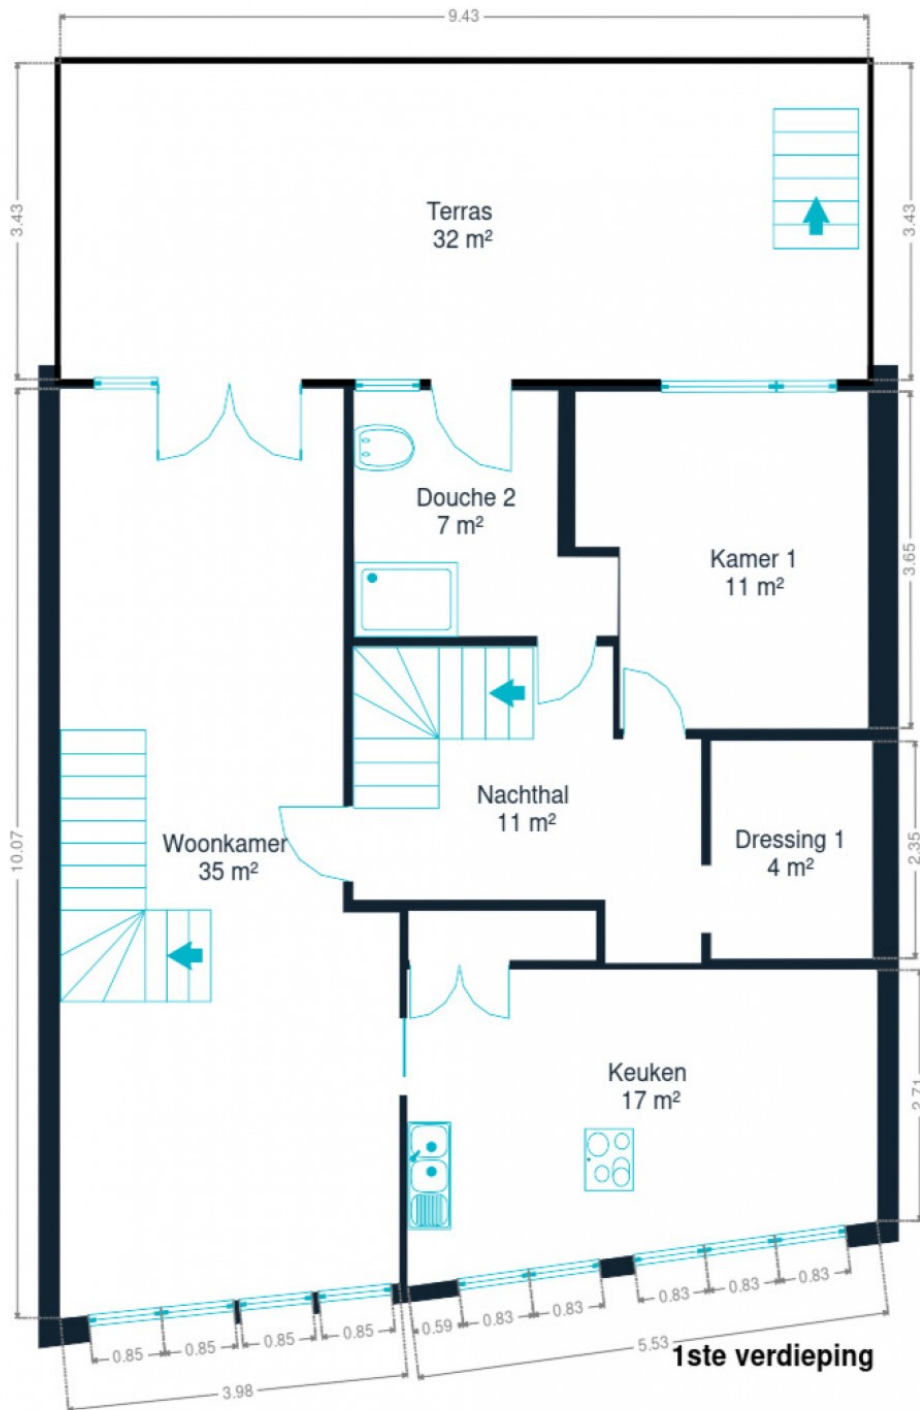 9.43
3.43
3.43
Terras
32 m²
Douche 2
7 m²
Kamer 1
11 m²
3.65
10.07
Woonkamer
35 m²
Nachthal
11 m²
Dressing 1
4 m²
2.35
Keuken
17 m²
2.71
0.85
0.85
0.85
0.85
0.59
0.83
0.83
0.83
0.83
0.83
3.98
5.53
1ste verdieping